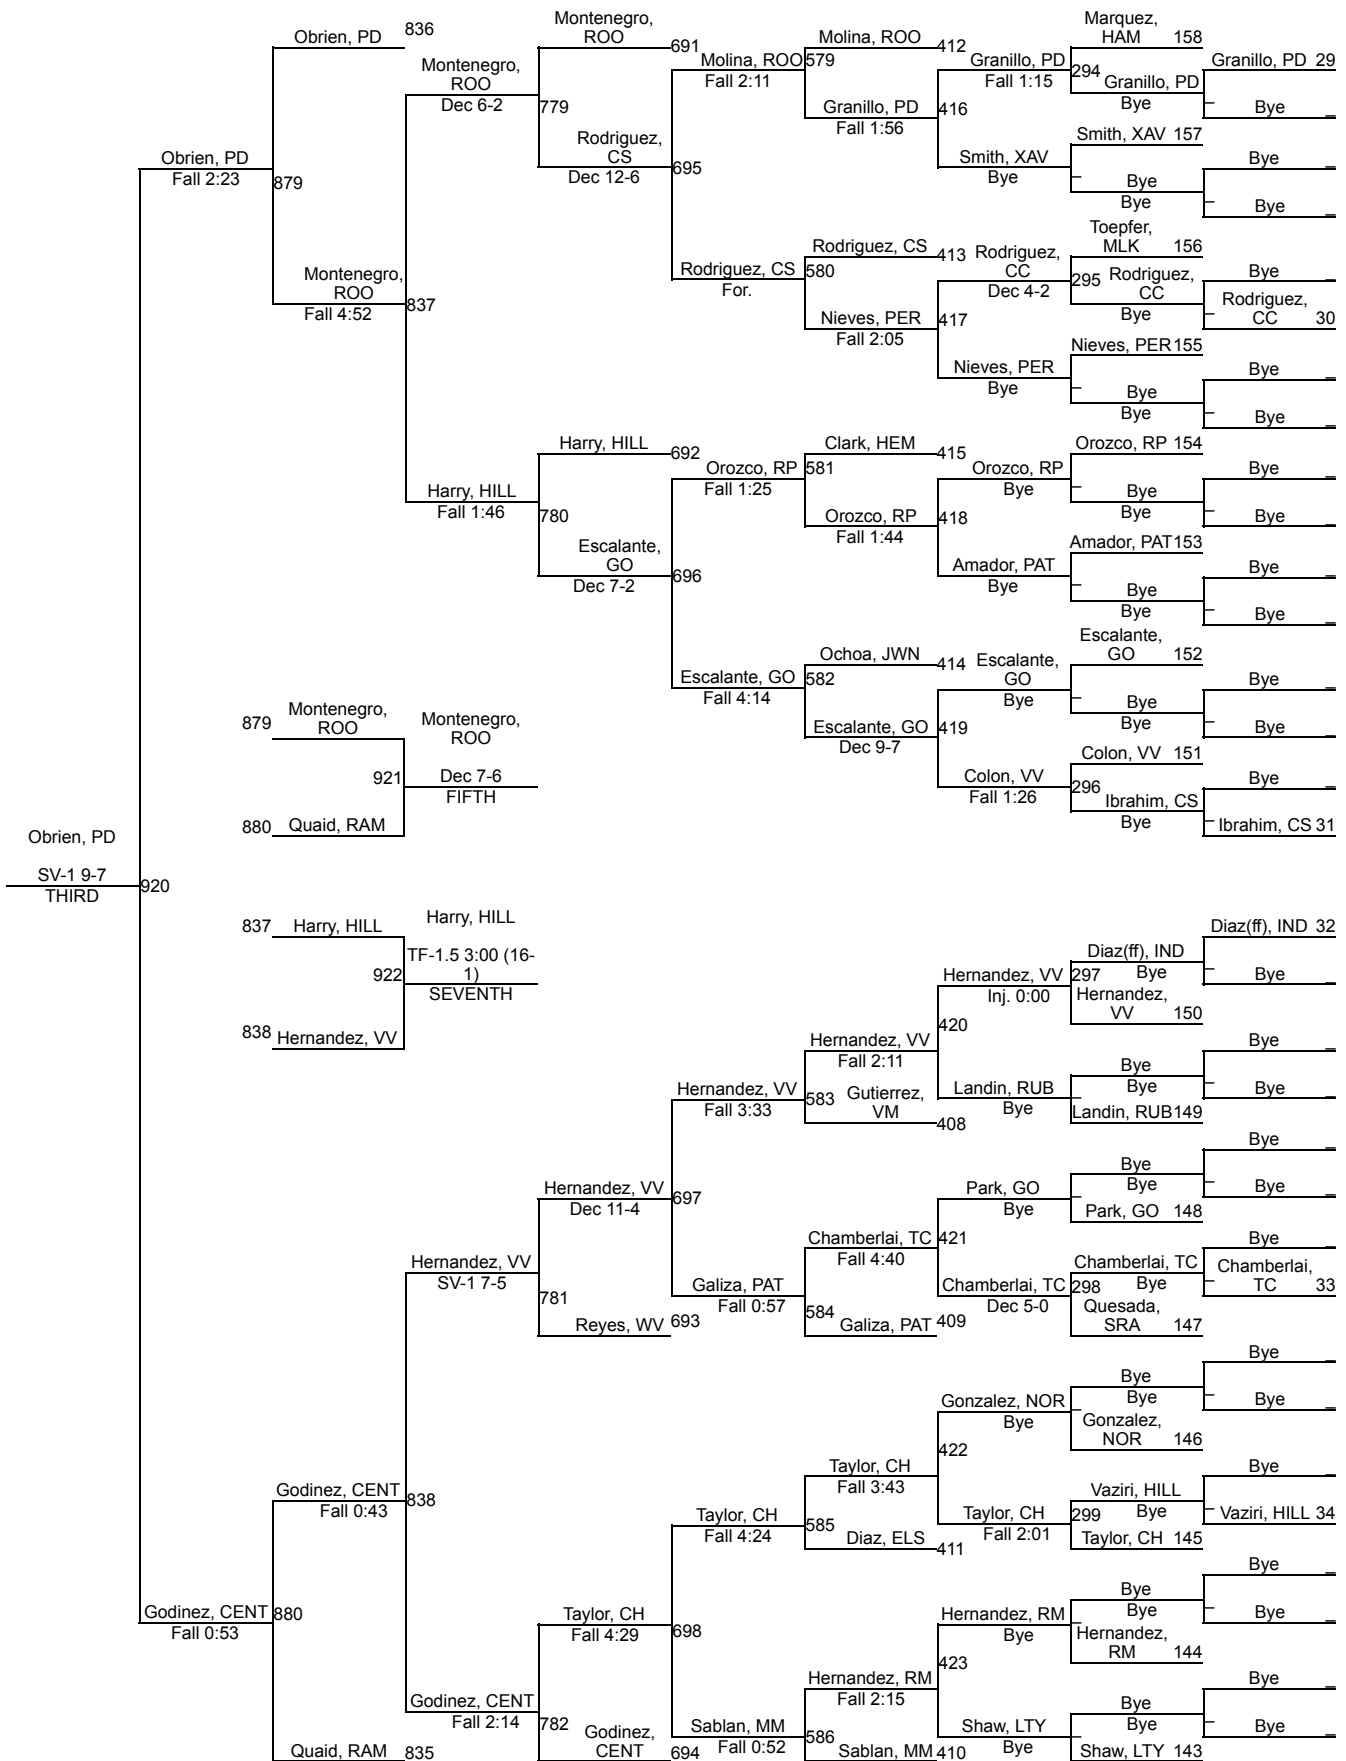 Obrien, PD 836
Montenegro,
ROO
691
Molina, ROO 412
Marquez,
HAM 158
Granillo, PD 29
Montenegro,
ROO
Dec 6-2
779
Molina, ROO 579
Fall 2:11
Granillo, PD
Fall 1:15
294
Granillo, PD
Bye
Bye _
_
Granillo, PD
Fall 1:56
416
Smith, XAV 157
Obrien, PD
Fall 2:23
879
Rodriguez,
CS
Dec 12-6
695
Smith, XAV
Bye
_
Bye
Bye
Bye _
_
Bye _
Montenegro,
ROO
Fall 4:52
837
Rodriguez, CS
For.
580
Rodriguez, CS 413
Rodriguez,
CC
Dec 4-2
Toepfer,
MLK 156
295
Rodriguez,
CC
Bye
Bye _
_
Rodriguez,
CC 30
Nieves, PER
Fall 2:05
417
Nieves, PER 155
Nieves, PER
Bye
_
Bye
Bye
Bye _
_
Bye _
Harry, HILL 692
Clark, HEM 415
Orozco, RP 154
Orozco, RP 581
Fall 1:25
Orozco, RP
Bye
_
Bye
Bye
Bye _
_
Bye _
Harry, HILL
Fall 1:46
780
Orozco, RP
Fall 1:44
418
Amador, PAT 153
Escalante,
GO
Dec 7-2
696
Amador, PAT
Bye
_
Bye
Bye
Bye _
_
Bye _
Escalante, GO
Fall 4:14
582
Ochoa, JWN 414
Escalante,
GO
Bye
Escalante,
GO 152
_
Bye
Bye
Bye _
_
Bye _
879
Montenegro,
ROO
Montenegro,
ROO
Escalante, GO
Dec 9-7
419
Colon, VV 151
921
Dec 7-6
FIFTH
Colon, VV
Fall 1:26
296
Ibrahim, CS
Bye
Bye _
_
Ibrahim, CS 31
880 Quaid, RAM
Obrien, PD
SV-1 9-7
THIRD
920
837 Harry, HILL
Harry, HILL
922
TF-1.5 3:00 (16-
1)
SEVENTH
838 Hernandez, VV
Diaz(ff), IND 32
Hernandez, VV
Inj. 0:00
297
Diaz(ff), IND
Bye
_
Bye _
Hernandez,
VV 150
420
Hernandez, VV
Fall 2:11
Bye _
Hernandez, VV
Fall 3:33
583
Gutierrez,
VM
408
Landin, RUB
Bye
_
Bye
Bye
_
Bye _
Landin, RUB 149
Hernandez, VV
Dec 11-4
697
Park, GO
Bye
_
Bye
Bye
Bye _
_
Bye _
Park, GO 148
Chamberlai, TC
Fall 4:40
421
Hernandez, VV
SV-1 7-5
781
Galiza, PAT
Fall 0:57
584
Chamberlai, TC
Dec 5-0
298
Chamberlai, TC
Bye
Bye _
_
Chamberlai,
TC 33
Reyes, WV 693
Galiza, PAT 409
Quesada,
SRA 147
Gonzalez, NOR
Bye
_
Bye
Bye
Bye _
_
Bye _
Gonzalez,
NOR 146
422
Godinez, CENT
Fall 0:43
838
Taylor, CH
Fall 4:24
585
Taylor, CH
Fall 3:43
Diaz, ELS 411
Taylor, CH
Fall 2:01
299
Vaziri, HILL
Bye
Bye _
_
Vaziri, HILL 34
Taylor, CH 145
Godinez, CENT
Fall 0:53
880
Taylor, CH
Fall 4:29
698
Hernandez, RM
Bye
_
Bye
Bye
Bye _
_
Bye _
Hernandez,
RM 144
423
Godinez, CENT
Fall 2:14
782
Godinez,
CENT 694
Sablan, MM
Fall 0:52
586
Hernandez, RM
Fall 2:15
Sablan, MM 410
Shaw, LTY
Bye
_
Bye
Bye
Bye _
_
Bye _
Quaid, RAM 835
Shaw, LTY 143